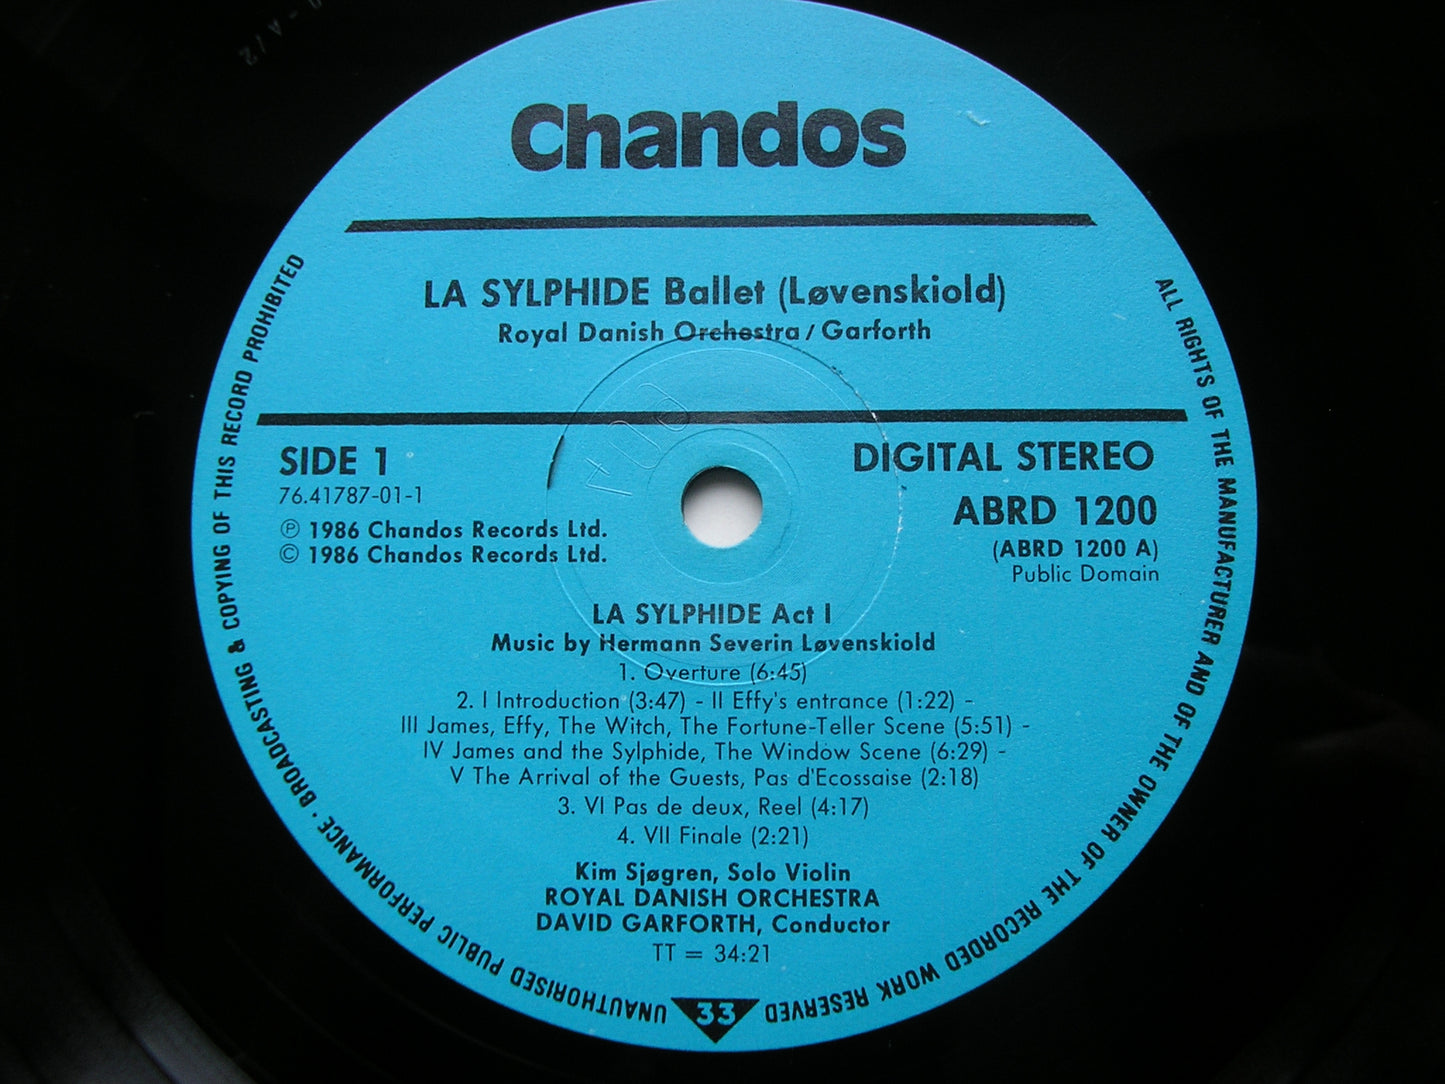 Chandos
LA SYLPHIDE Ballet (Løvenskiold)
Royal Danish Orchestra/Garforth
SIDE 1
76.41787-01-1
℗ 1986 Chandos Records Ltd.
© 1986 Chandos Records Ltd.
DIGITAL STEREO
ABRD 1200
(ABRD 1200 A)
Public Domain
LA SYLPHIDE Act I
Music by Hermann Severin Løvenskiold
1. Overture (6:45)
2. I Introduction (3:47) - II Effy's entrance (1:22) -
III James, Effy, The Witch, The Fortune-Teller Scene (5:51) -
IV James and the Sylphide, The Window Scene (6:29) -
V The Arrival of the Guests, Pas d'Ecossaise (2:18)
3. VI Pas de deux, Reel (4:17)
4. VII Finale (2:21)
Kim Sjøgren, Solo Violin
ROYAL DANISH ORCHESTRA
DAVID GARFORTH, Conductor
TT = 34:21
33
ALL RIGHTS OF THE MANUFACTURER AND OF THE OWNER OF THE RECORDED WORK RESERVED
UNAUTHORISED PUBLIC PERFORMANCE · BROADCASTING & COPYING OF THIS RECORD PROHIBITED